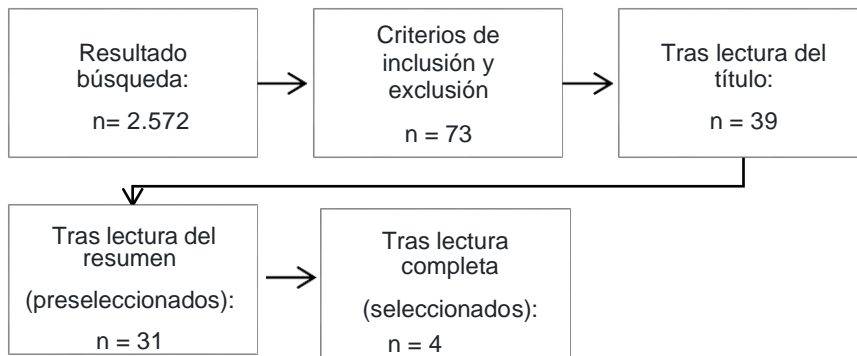 Resultado
búsqueda:
n= 2.572
Criterios de
inclusión y
exclusión
n = 73
Tras lectura del
título:
n = 39
Tras lectura del
resumen
(preseleccionados):
n = 31
Tras lectura
completa
(seleccionados):
n = 4